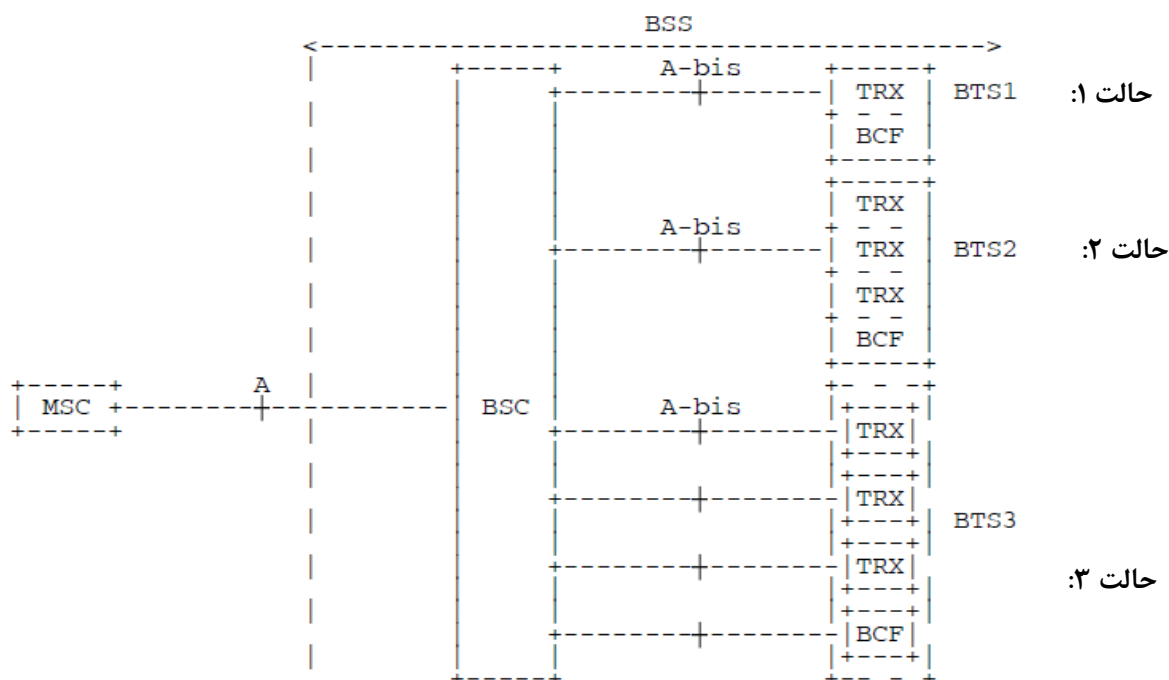 BSS
A-bis
TRX BTS1 حالت ۱:
BCF
TRX
A-bis
TRX BTS2 حالت ۲:
TRX
BCF
A
MSC BSC A-bis
TRX
TRX
BTS3
TRX
حالت ۳:
BCF